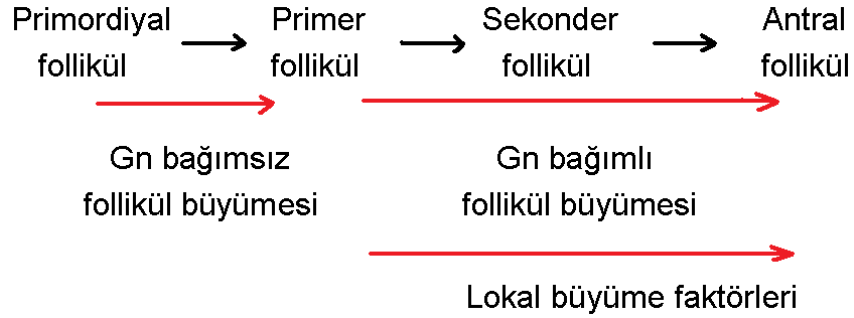 Primordiyal Primer Sekonder Antral
follikül follikül follikül follikül
Gn bağımsız Gn bağımlı
follikül büyümesi follikül büyümesi
Lokal büyüme faktörleri